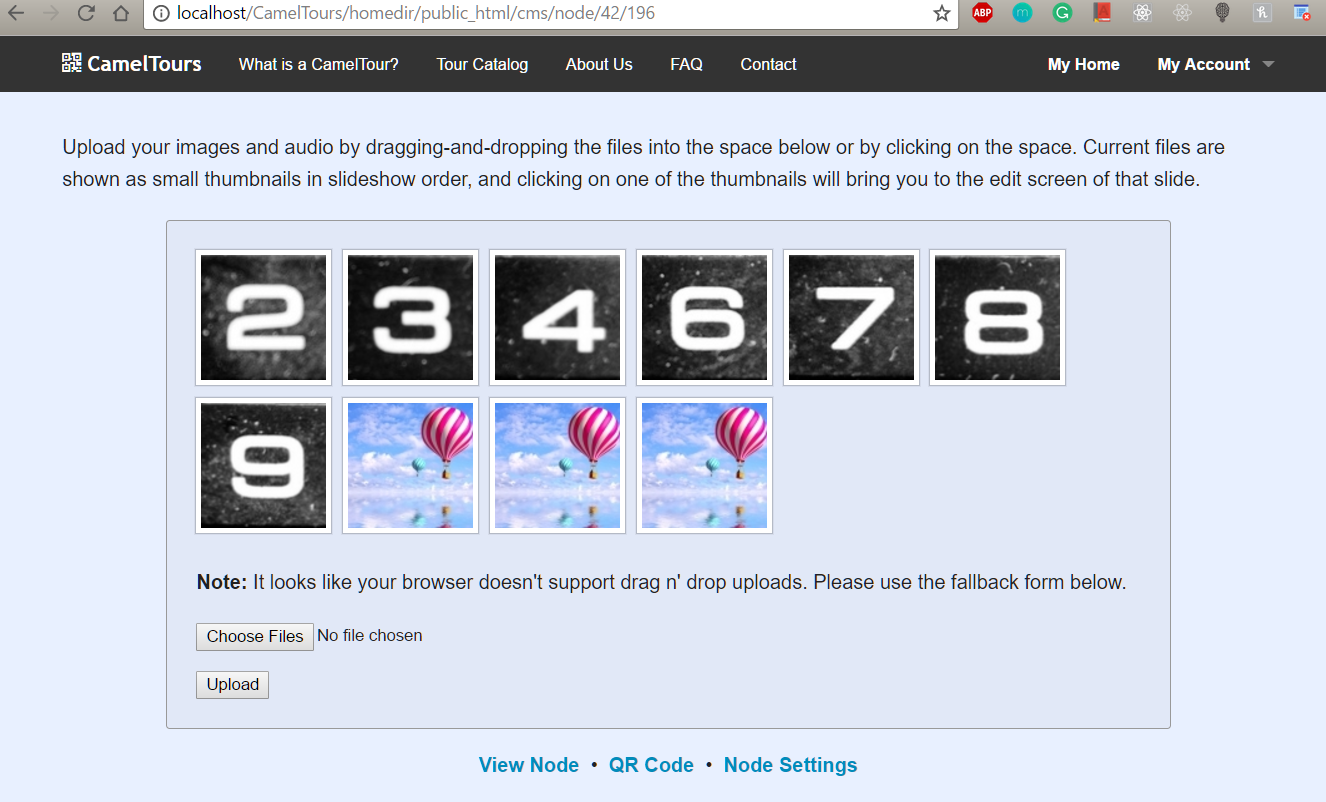 localhost/CamelTours/homedir/public_html/cms/node/42/196
ABP
m
G
A
h
CamelTours What is a CamelTour? Tour Catalog About Us FAQ Contact My Home My Account
Upload your images and audio by dragging-and-dropping the files into the space below or by clicking on the space. Current files are
shown as small thumbnails in slideshow order, and clicking on one of the thumbnails will bring you to the edit screen of that slide.
2 3 4 6 7 8
9
Note: It looks like your browser doesn't support drag n' drop uploads. Please use the fallback form below.
Choose Files No file chosen
Upload
View Node • QR Code • Node Settings